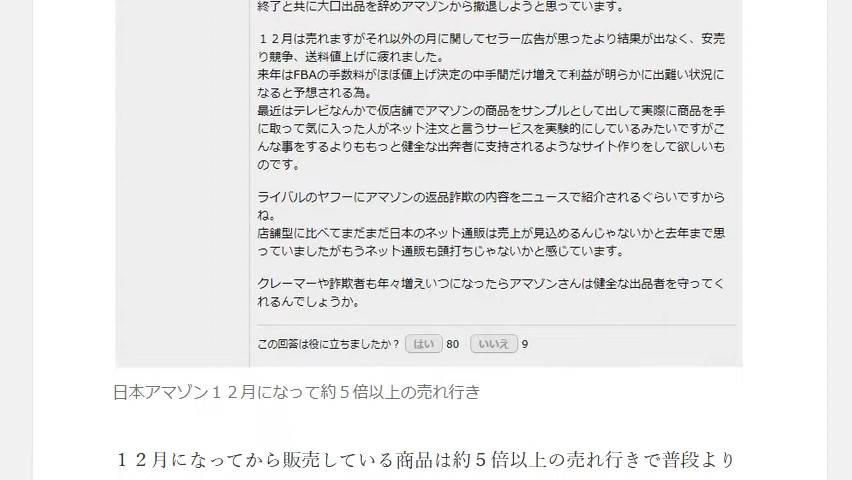 終了と共に大口出品を辞めアマゾンから撤退しようと思っています。
１２月は売れますがそれ以外の月に関してセラー広告が思ったより結果が出なく、安売
り競争、送料値上げに疲れました。
来年はFBAの手数料がほぼ値上げ決定の中手間だけ増えて利益が明らかに出難い状況に
なると予想される為。
最近はテレビなんかで仮店舗でアマゾンの商品をサンプルとして出して実際に商品を手
に取って気に入った人がネット注文と言うサービスを実験的にしているみたいですがこ
んな事をするよりももっと健全な出奔者に支持されるようなサイト作りをして欲しいも
のです。
ライバルのヤフーにアマゾンの返品詐欺の内容をニュースで紹介されるぐらいですから
ね。
店舗型に比べてまだまだ日本のネット通販は売上が見込めるんじゃないかと去年まで思
っていましたがもうネット通販も頭打ちじゃないかと感じています。
クレーマーや詐欺者も年々増えいつになったらアマゾンさんは健全な出品者を守ってく
れるんでしょうか。
この回答は役に立ちましたか？ はい 80 いいえ 9
日本アマゾン１２月になって約５倍以上の売れ行き
１２月になってから販売している商品は約５倍以上の売れ行きで普段より